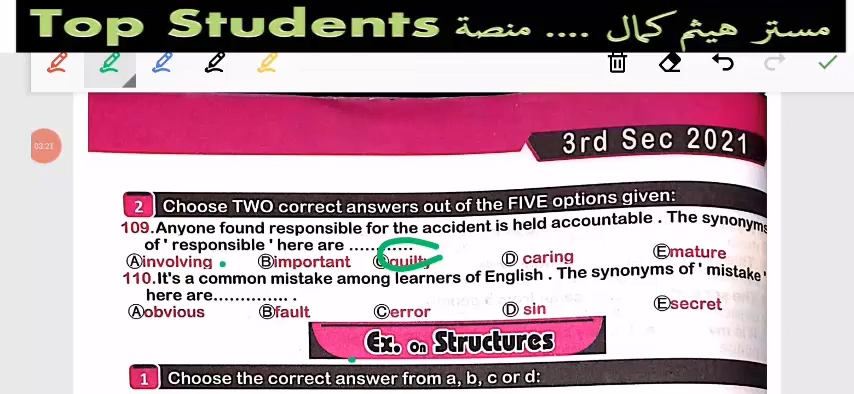 Top Students مستر هيثم كمال .... منصة
03:21
3rd Sec 2021
2 Choose TWO correct answers out of the FIVE options given:
109.Anyone found responsible for the accident is held accountable . The synonyms
of ' responsible ' here are ............
Ⓐinvolving Ⓑimportant Ⓒguilty Ⓓ caring Ⓔmature
110.It's a common mistake among learners of English . The synonyms of ' mistake '
here are.............. .
Ⓐobvious Ⓑfault Ⓒerror Ⓓ sin Ⓔsecret
Ex. on Structures
1 Choose the correct answer from a, b, c or d: